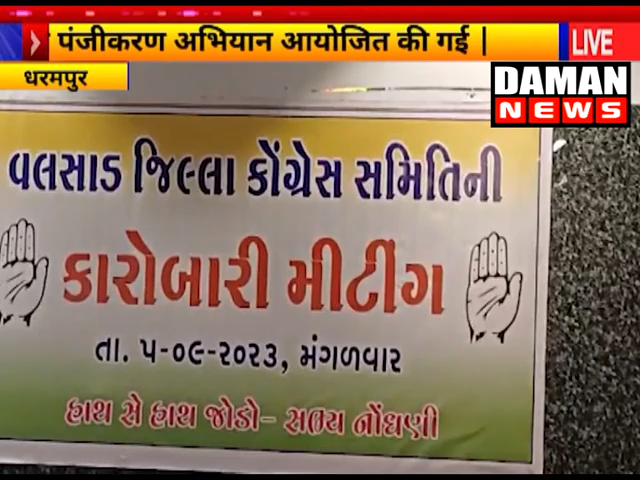 पंजीकरण अभियान आयोजित की गई |
LIVE
धरमपुर
DAMAN
NEWS
વલસાડ જિલ્લા કોંગ્રેસ સમિતિની
કારોબારી મીટીંગ
તા. ૫-૦૯-૨૦૨૩, મંગળવાર
હાથ સે હાથ જોડો- સભ્ય નોંધણી